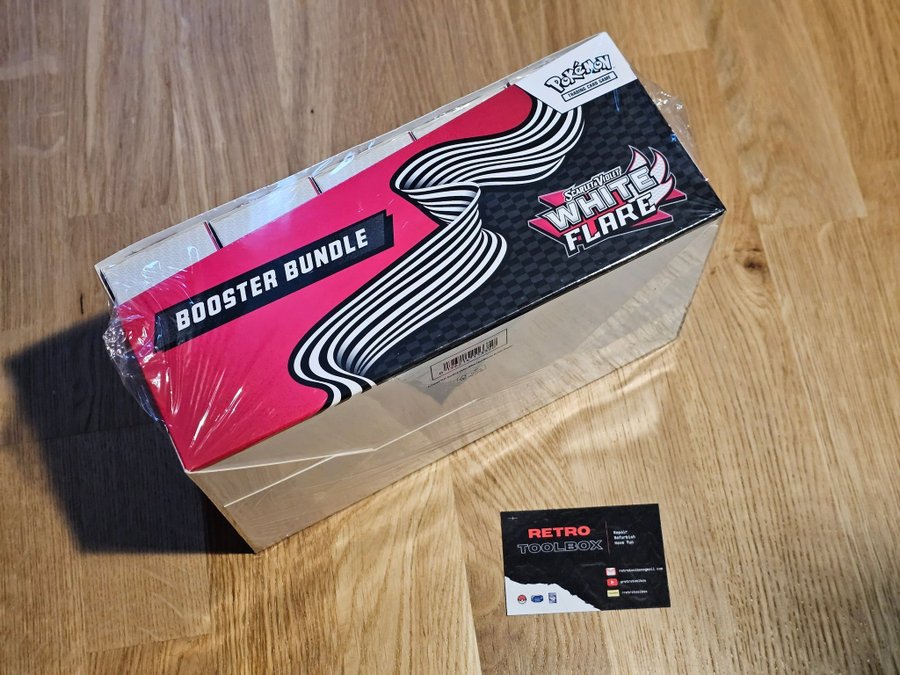 POKéMON
TRADING CARD GAME
SCARLET & VIOLET
WHITE
FLARE
BOOSTER BUNDLE
RETRO
TOOLBOX
Repair
Refurbish
Have fun